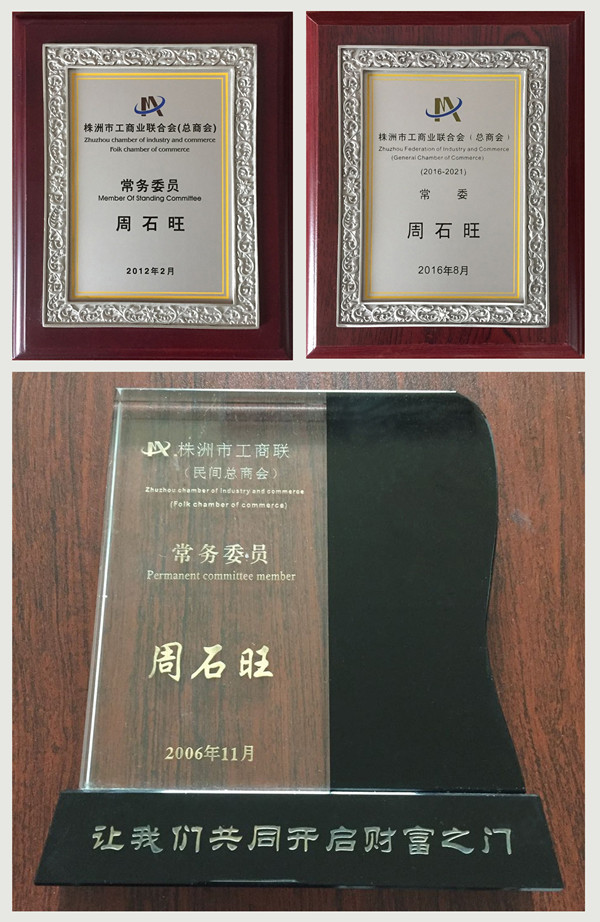 株洲市工商业联合会(总商会)
Zhuzhou chamber of industry and commerce
Folk chamber of commerce
常务委员
Member Of Standing Committee
周石旺
2012年2月
株洲市工商业联合会（总商会）
Zhuzhou Federation of Industry and Commerce
(General Chamber of Commerce)
(2016-2021)
常 委
周石旺
2016年8月
株洲市工商联
（民间总商会）
Zhuzhou chamber of industry and commerce
(Folk chamber of commerce)
常务委员
Permanent committee member
周石旺
2006年11月
让我们共同开启财富之门